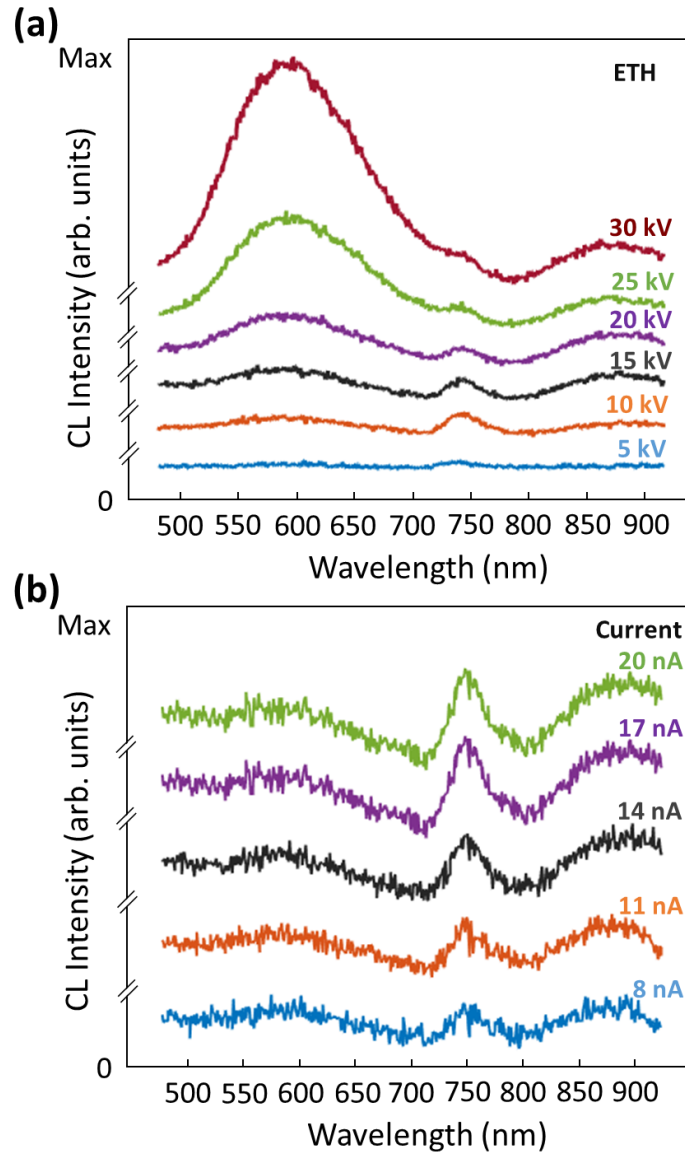 (a)
Max
ETH
30 kV
25 kV
20 kV
15 kV
10 kV
5 kV
0
CL Intensity (arb. units)
500 550 600 650 700 750 800 850 900
Wavelength (nm)
(b)
Max
Current
20 nA
17 nA
14 nA
11 nA
8 nA
0
CL Intensity (arb. units)
500 550 600 650 700 750 800 850 900
Wavelength (nm)